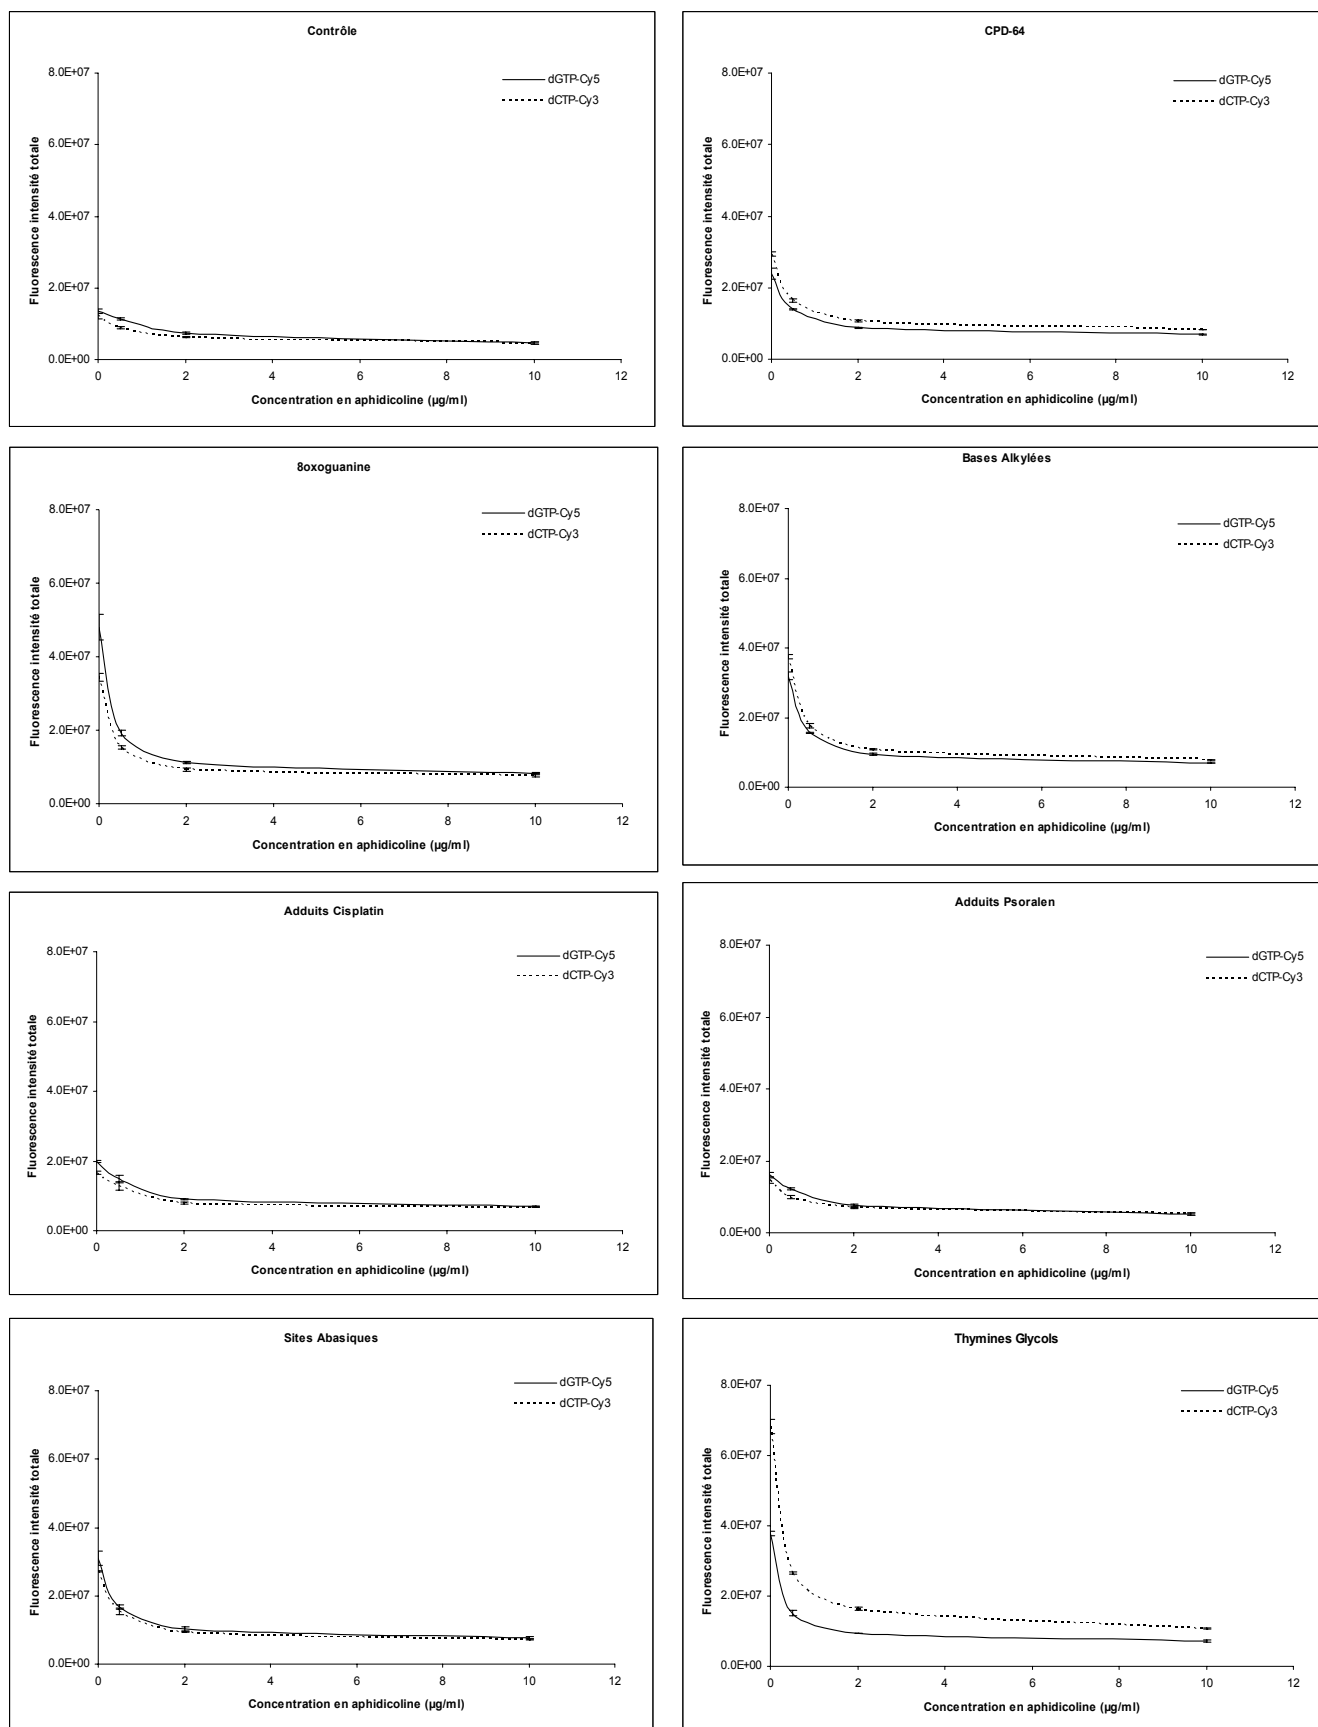 Contrôle
8.0E+07
6.0E+07
4.0E+07
2.0E+07
0.0E+00
0 2 4 6 8 10 12
Fluorescence intensité totale
Concentration en aphidicoline (µg/ml)
dGTP-Cy5
dCTP-Cy3
CPD-64
8.0E+07
6.0E+07
4.0E+07
2.0E+07
0.0E+00
0 2 4 6 8 10 12
Fluorescence intensité totale
Concentration en aphidicoline (µg/ml)
dGTP-Cy5
dCTP-Cy3
8oxoguanine
8.0E+07
6.0E+07
4.0E+07
2.0E+07
0.0E+00
0 2 4 6 8 10 12
Fluorescence intensité totale
Concentration en aphidicoline (µg/ml)
dGTP-Cy5
dCTP-Cy3
Bases Alkylées
8.0E+07
6.0E+07
4.0E+07
2.0E+07
0.0E+00
0 2 4 6 8 10 12
Fluorescence intensité totale
Concentration en aphidicoline (µg/ml)
dGTP-Cy5
dCTP-Cy3
Adduits Cisplatin
8.0E+07
6.0E+07
4.0E+07
2.0E+07
0.0E+00
0 2 4 6 8 10 12
Fluorescence intensité totale
Concentration en aphidicoline (µg/ml)
dGTP-Cy5
dCTP-Cy3
Adduits Psoralen
8.0E+07
6.0E+07
4.0E+07
2.0E+07
0.0E+00
0 2 4 6 8 10 12
Fluorescence intensité totale
Concentration en aphidicoline (µg/ml)
dGTP-Cy5
dCTP-Cy3
Sites Abasiques
8.0E+07
6.0E+07
4.0E+07
2.0E+07
0.0E+00
0 2 4 6 8 10 12
Fluorescence intensité totale
Concentration en aphidicoline (µg/ml)
dGTP-Cy5
dCTP-Cy3
Thymines Glycols
8.0E+07
6.0E+07
4.0E+07
2.0E+07
0.0E+00
0 2 4 6 8 10 12
Fluorescence intensité totale
Concentration en aphidicoline (µg/ml)
dGTP-Cy5
dCTP-Cy3